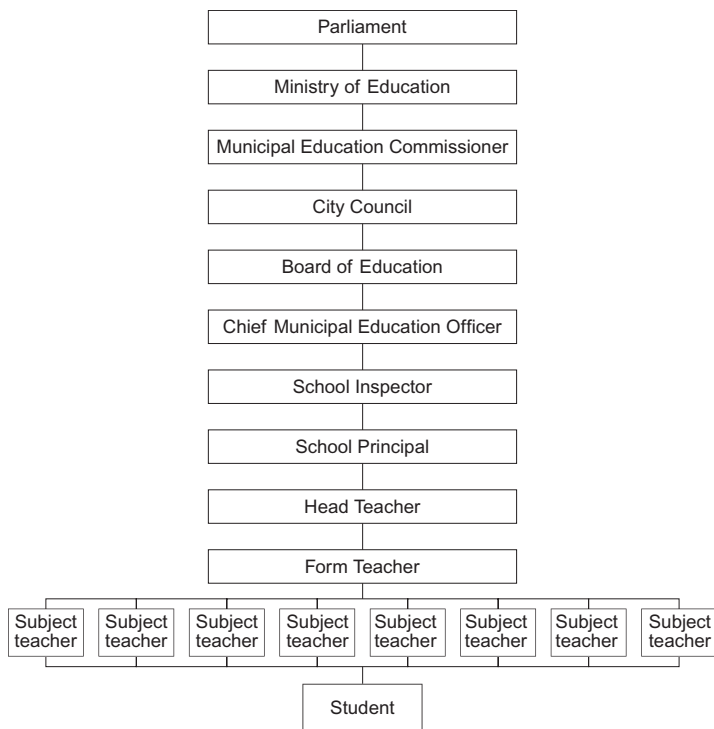 Parliament
Ministry of Education
Municipal Education Commissioner
City Council
Board of Education
Chief Municipal Education Officer
School Inspector
School Principal
Head Teacher
Form Teacher
Subject
teacher
Subject
teacher
Subject
teacher
Subject
teacher
Subject
teacher
Subject
teacher
Subject
teacher
Subject
teacher
Student